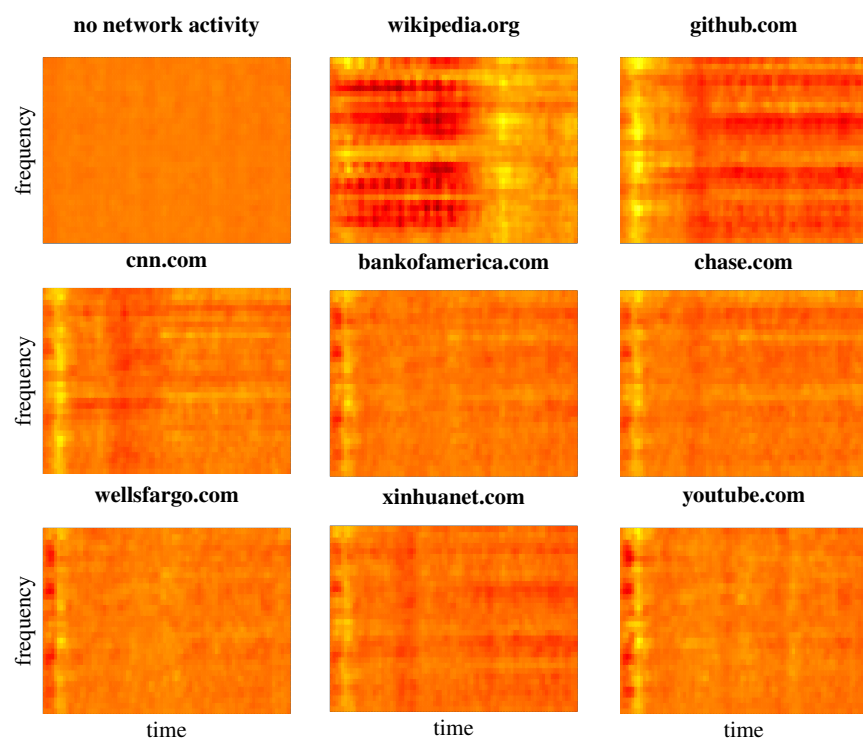 no network activity
wikipedia.org
github.com
frequency
cnn.com
bankofamerica.com
chase.com
frequency
wellsfargo.com
xinhuanet.com
youtube.com
frequency
time
time
time